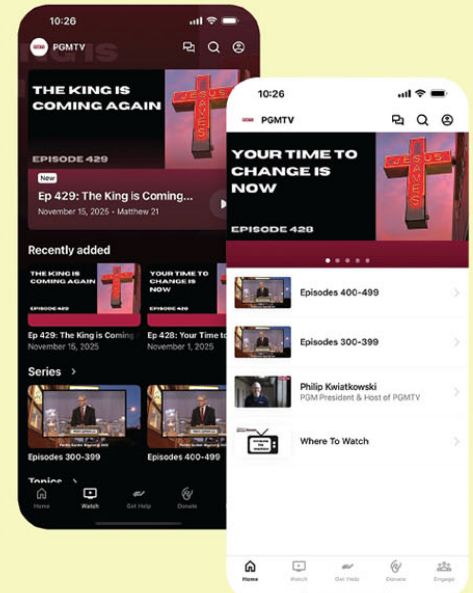 10:26
PGMTV
THE KING IS
COMING AGAIN
JESUS
SAVES
EPISODE 429
New
Ep 429: The King is Coming...
November 15, 2025 • Matthew 21
Recently added
THE KING IS
COMING AGAIN
EPISODE 429
YOUR TIME TO
CHANGE IS
NOW
EPISODE 428
Ep 429: The King is Coming
November 15, 2025
Ep 428: Your Time to
November 1, 2025
Series
Episodes 300-399
Episodes 400-499
Topics
Home
Watch
Get Help
Donate
10:26
PGMTV
YOUR TIME TO
CHANGE IS
NOW
JESUS
SAVES
EPISODE 428
Episodes 400-499
Episodes 300-399
Philip Kwiatkowski
PGM President & Host of PGMTV
Where To Watch
Home
Watch
Get Help
Donate
Engage